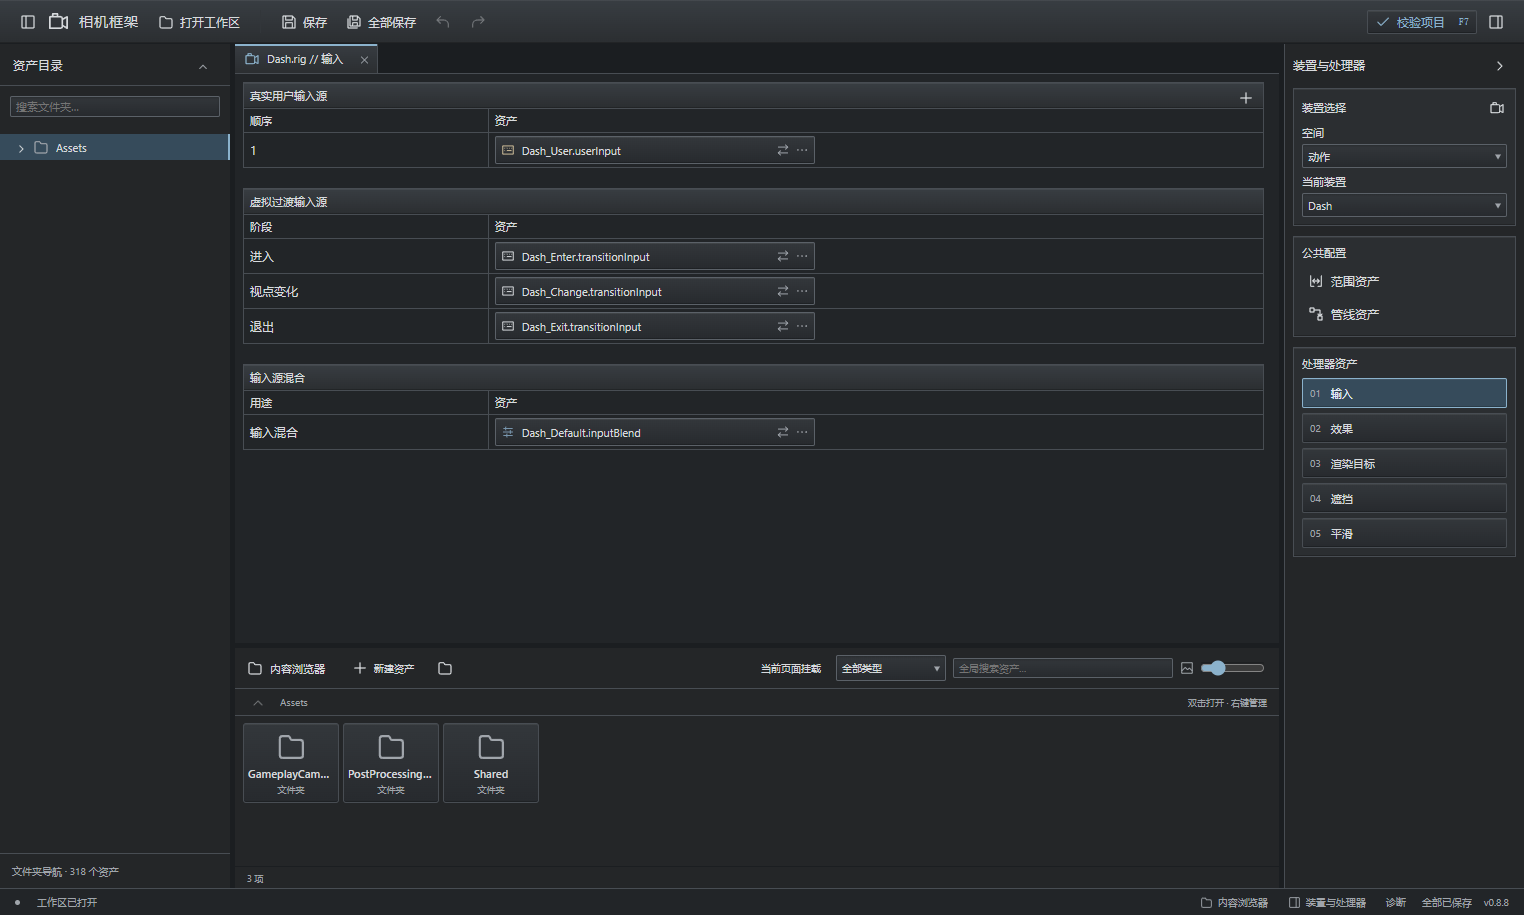 相机框架 打开工作区 保存 全部保存 校验项目 F7
资产目录
搜索文件夹...
Assets
文件夹导航 · 318 个资产
Dash.rig // 输入
真实用户输入源
顺序 资产
1 Dash_User.userInput
虚拟过渡输入源
阶段 资产
进入 Dash_Enter.transitionInput
视点变化 Dash_Change.transitionInput
退出 Dash_Exit.transitionInput
输入源混合
用途 资产
输入混合 Dash_Default.inputBlend
内容浏览器 新建资产 当前页面挂载 全部类型 全局搜索资产...
Assets 双击打开 · 右键管理
GameplayCam... PostProcessing... Shared
文件夹 文件夹 文件夹
3 项
装置与处理器
装置选择
空间
动作
当前装置
Dash
公共配置
范围资产
管线资产
处理器资产
01 输入
02 效果
03 渲染目标
04 遮挡
05 平滑
工作区已打开 内容浏览器 装置与处理器 诊断 全部已保存 v0.8.8